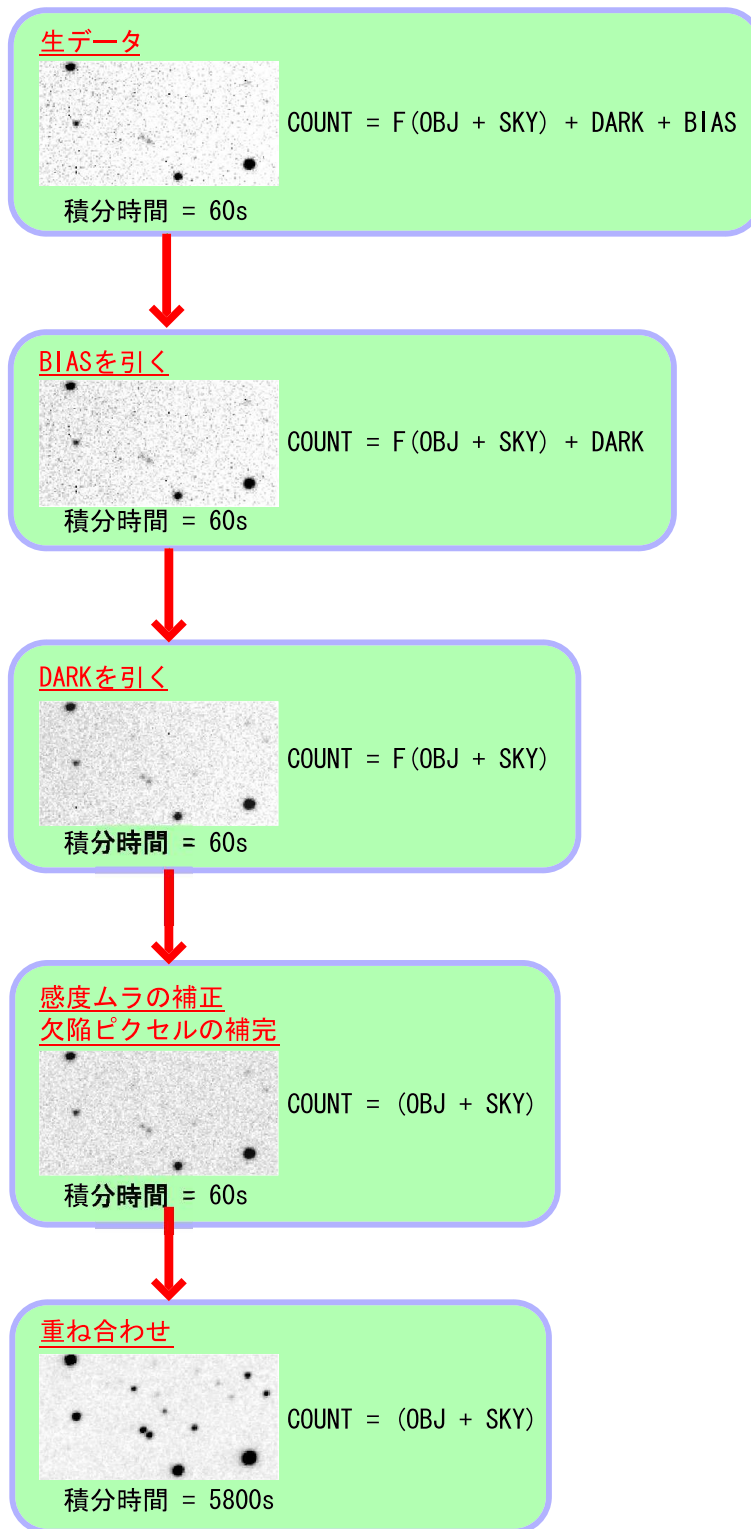 生データ
COUNT = F(OBJ + SKY) + DARK + BIAS
積分時間 = 60s
BIASを引く
COUNT = F(OBJ + SKY) + DARK
積分時間 = 60s
DARKを引く
COUNT = F(OBJ + SKY)
積分時間 = 60s
感度ムラの補正
欠陥ピクセルの補完
COUNT = (OBJ + SKY)
積分時間 = 60s
重ね合わせ
COUNT = (OBJ + SKY)
積分時間 = 5800s